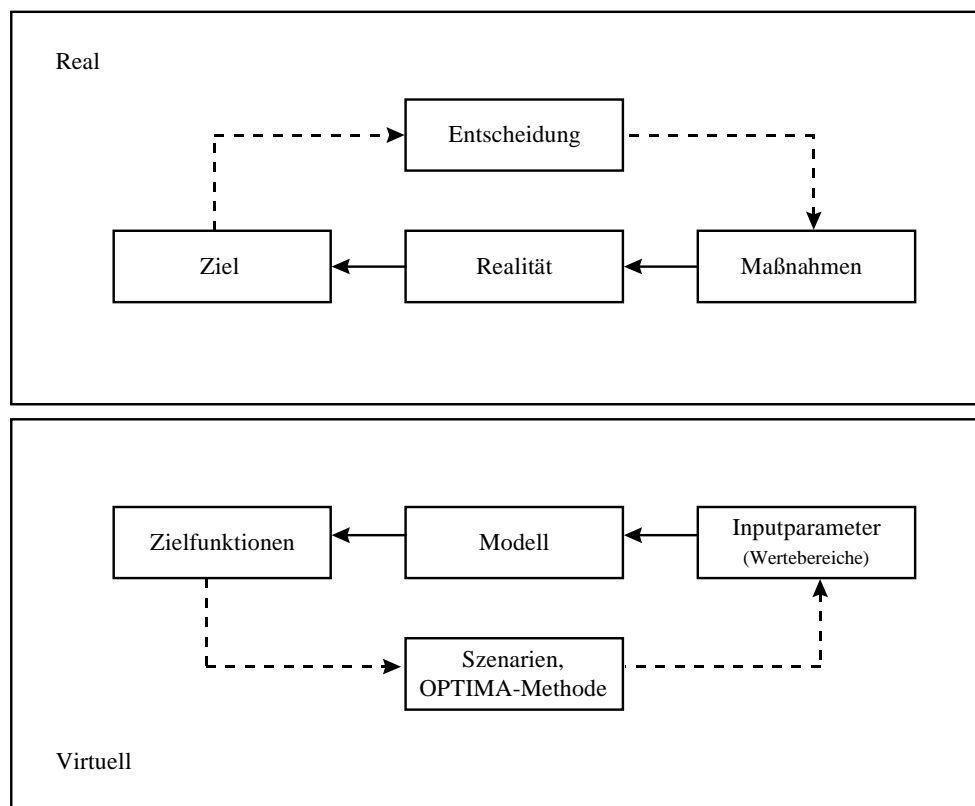 Real
Entscheidung
Ziel
Realität
Maßnahmen
Zielfunktionen
Modell
Inputparameter
(Wertebereiche)
Szenarien,
OPTIMA-Methode
Virtuell